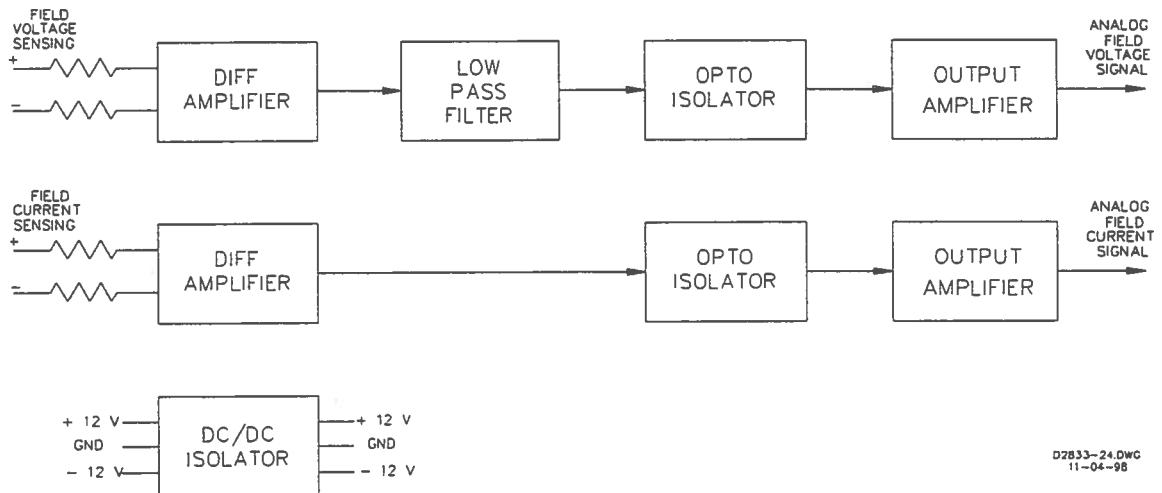 FIELD
VOLTAGE
SENSING
+
-
DIFF
AMPLIFIER
LOW
PASS
FILTER
OPTO
ISOLATOR
OUTPUT
AMPLIFIER
ANALOG
FIELD
VOLTAGE
SIGNAL
FIELD
CURRENT
SENSING
+
-
DIFF
AMPLIFIER
OPTO
ISOLATOR
OUTPUT
AMPLIFIER
ANALOG
FIELD
CURRENT
SIGNAL
+ 12 V
GND
- 12 V
DC/DC
ISOLATOR
+ 12 V
GND
- 12 V
D2833-24.DWG
11-04-98